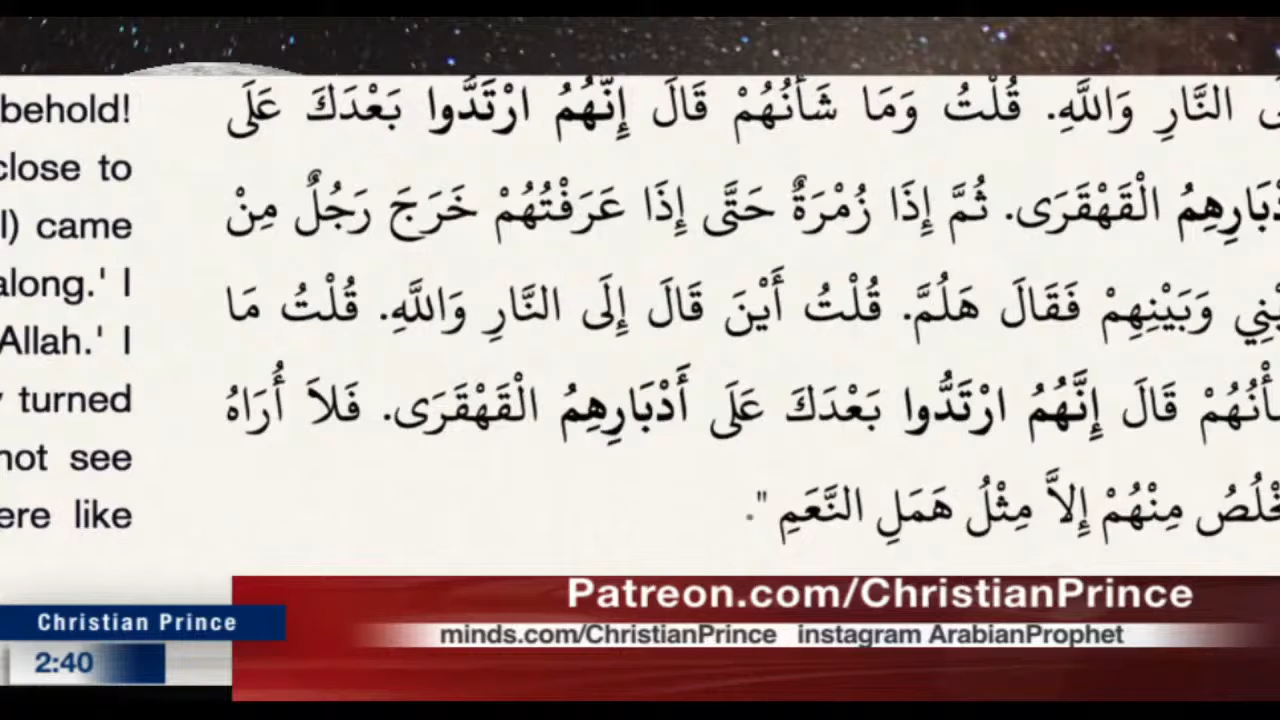 behold!
close to
came
along.' I
Allah.' I
turned
not see
like
النَّارِ وَاللَّهِ. قُلْتُ وَمَا شَأْنُهُمْ قَالَ إِنَّهُمُ ارْتَدُّوا بَعْدَكَ عَلَى
الْقَهْقَرَى. ثُمَّ إِذَا زُمْرَةٌ حَتَّى إِذَا عَرَفْتُهُمْ خَرَجَ رَجُلٌ مِنْ
وَبَيْنِهِمْ فَقَالَ هَلُمَّ. قُلْتُ أَيْنَ قَالَ إِلَى النَّارِ وَاللَّهِ. قُلْتُ مَا
قَالَ إِنَّهُمُ ارْتَدُّوا بَعْدَكَ عَلَى أَدْبَارِهِمُ الْقَهْقَرَى. فَلاَ أُرَاهُ
مِنْهُمْ إِلاَّ مِثْلُ هَمَلِ النَّعَمِ ".
Patreon.com/ChristianPrince
minds.com/ChristianPrince instagram ArabianProphet
Christian Prince
2:40